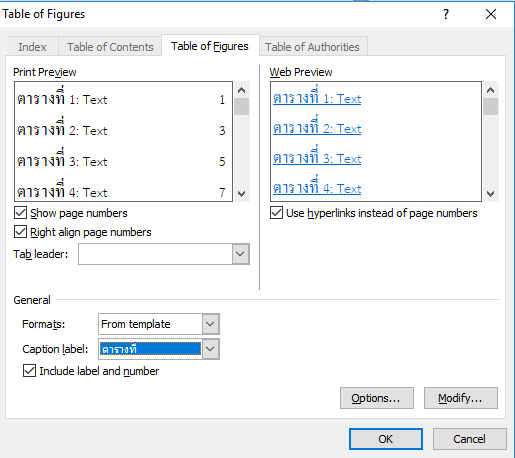 Table of Figures ? ×
Index Table of Contents Table of Figures Table of Authorities
Print Preview
ตารางที่ 1: Text 1
ตารางที่ 2: Text 3
ตารางที่ 3: Text 5
ตารางที่ 4: Text 7
Show page numbers
Right align page numbers
Tab leader:
Web Preview
ตารางที่ 1: Text
ตารางที่ 2: Text
ตารางที่ 3: Text
ตารางที่ 4: Text
Use hyperlinks instead of page numbers
General
Formats: From template
Caption label: ตารางที่
Include label and number
Options... Modify...
OK Cancel